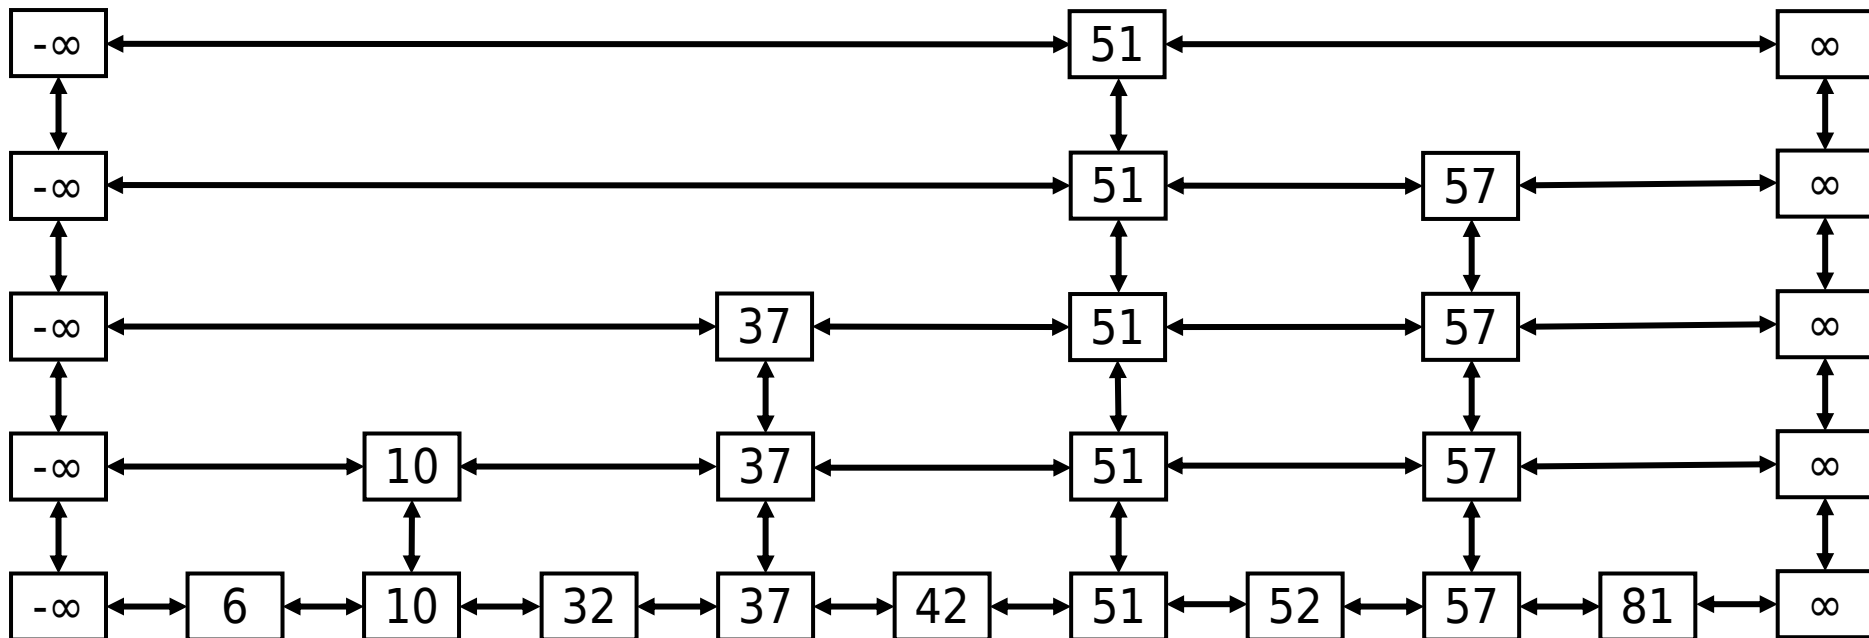 -∞ 51 ∞
-∞ 51 57 ∞
-∞ 37 51 57 ∞
-∞ 10 37 51 57 ∞
-∞ 6 10 32 37 42 51 52 57 81 ∞